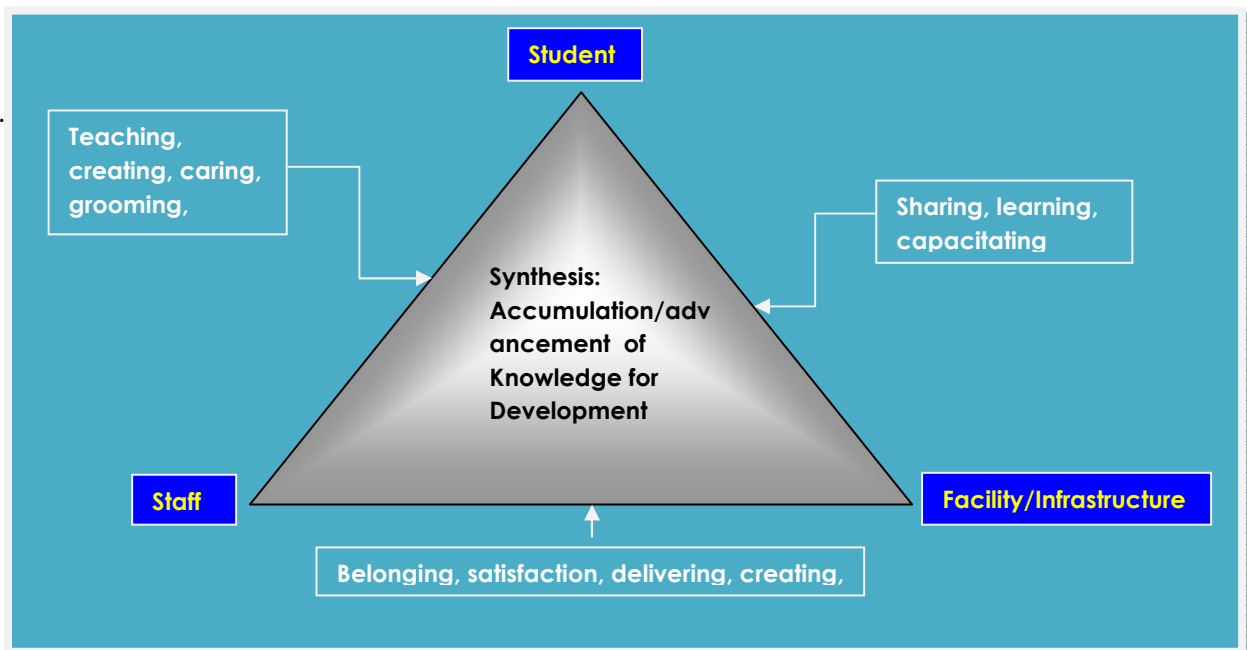 Student
Teaching,
creating, caring,
grooming,
Sharing, learning,
capacitating
Synthesis:
Accumulation/adv
ancement of
Knowledge for
Development
Staff
Facility/Infrastructure
Belonging, satisfaction, delivering, creating,